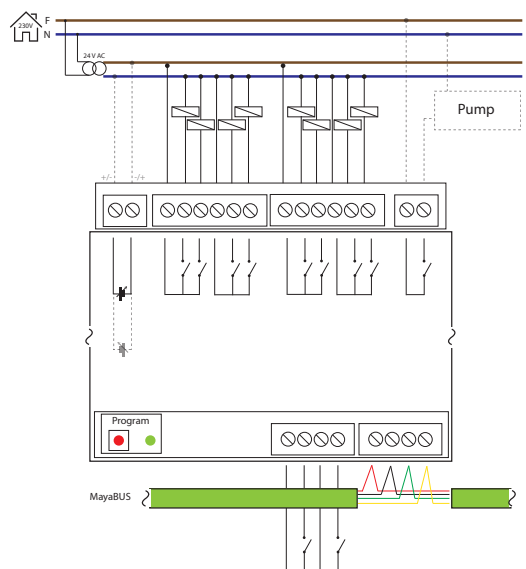 230V
F
N
24 V AC
Pump
+/-
-/+
Program
MayaBUS